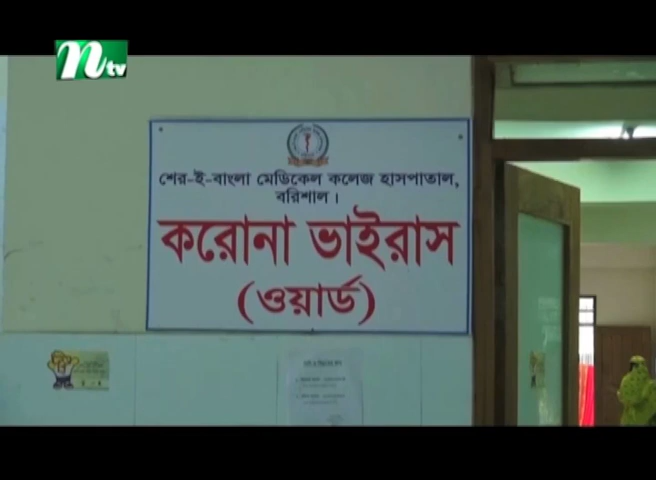 ntv
শের-ই-বাংলা মেডিকেল কলেজ হাসপাতাল,
বরিশাল।
করোনা ভাইরাস
(ওয়ার্ড)